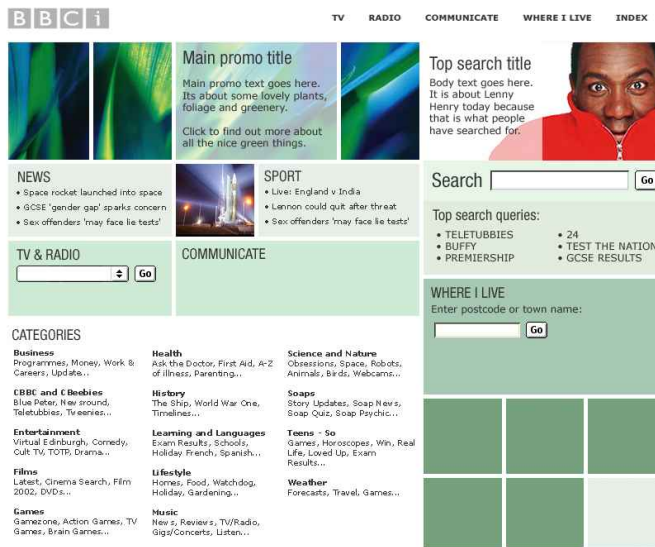 BBCi
TV RADIO COMMUNICATE WHERE I LIVE INDEX
Main promo title
Main promo text goes here.
Its about some lovely plants,
foliage and greenery.
Click to find out more about
all the nice green things.
Top search title
Body text goes here.
It is about Lenny
Henry today because
that is what people
have searched for.
NEWS
• Space rocket launched into space
• GCSE 'gender gap' sparks concern
• Sex offenders 'may face lie tests'
SPORT
• Live: England v India
• Lennon could quit after threat
• Sex offenders 'may face lie tests'
Search Go
Top search queries:
• TELETUBBIES
• BUFFY
• PREMIERSHIP
• 24
• TEST THE NATION
• GCSE RESULTS
TV & RADIO
Go
COMMUNICATE
WHERE I LIVE
Enter postcode or town name:
Go
CATEGORIES
Business
Programmes, Money, Work &
Careers, Update...
CBBC and CBeebies
Blue Peter, Newsround,
Teletubbies, Tweenies...
Entertainment
Virtual Edinburgh, Comedy,
Cult TV, TOTP, Drama...
Films
Latest, Cinema Search, Film
2002, DVDs...
Games
Gamezone, Action Games, TV
Games, Brain Games...
Health
Ask the Doctor, First Aid, A-Z
of illness, Parenting...
History
The Ship, World War One,
Timelines...
Learning and Languages
Exam Results, Schools,
Holiday French, Spanish...
Lifestyle
Homes, Food, Watchdog,
Holiday, Gardening...
Music
News, Reviews, TV/Radio,
Gigs/Concerts, Listen...
Science and Nature
Obsessions, Space, Robots,
Animals, Birds, Webcams...
Soaps
Story Updates, Soap News,
Soap Quiz, Soap Psychic...
Teens - So
Games, Horoscopes, Win, Real
Life, Loved Up, Exam
Results...
Weather
Forecasts, Travel, Games...